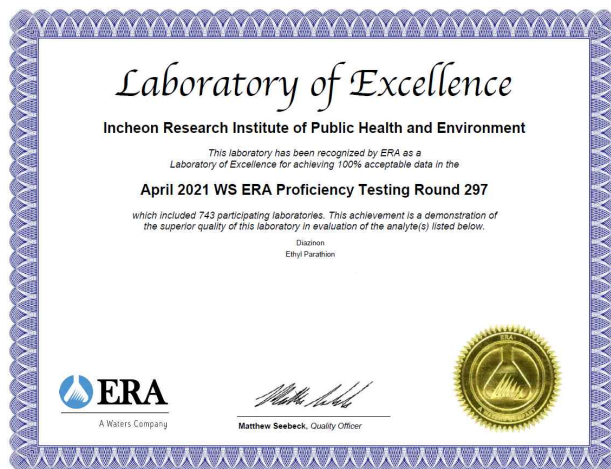 Laboratory of Excellence
Incheon Research Institute of Public Health and Environment
This laboratory has been recognized by ERA as a
Laboratory of Excellence for achieving 100% acceptable data in the
April 2021 WS ERA Proficiency Testing Round 297
which included 743 participating laboratories. This achievement is a demonstration of
the superior quality of this laboratory in evaluation of the analyte(s) listed below.
Diazinon
Ethyl Parathion
ERA
A Waters Company
Matthew Seebeck, Quality Officer
ERA
A WATERS COMPANY